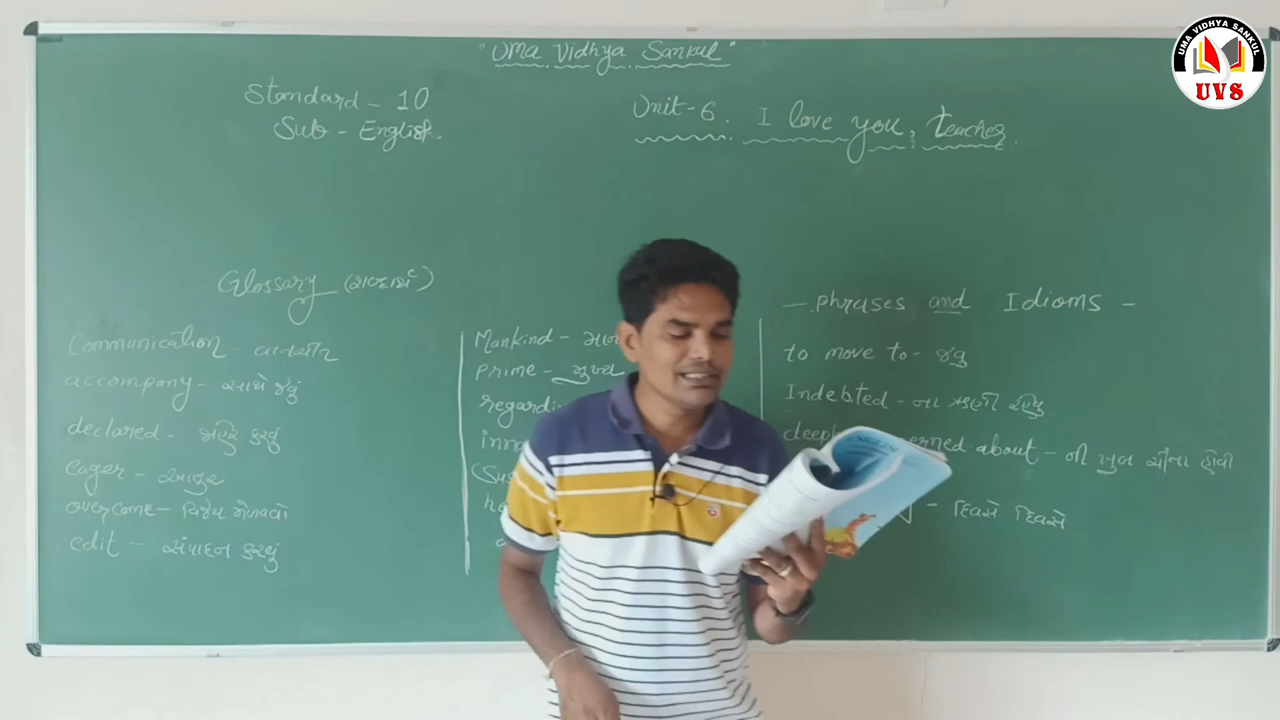 "Uma Vidhya Sankul"
Standard - 10
Sub - English.
Unit-6. I love you, teacher.
Glossary (શબ્દાર્થ)
Communication - વાતચીત
accompany - સાથે જવું
declared - જાહેર કરવું
eager - આતુર
overcome - વિજય મેળવવો
edit - સંપાદન કરવું
Mankind -
Prime - મુખ્ય
- Phrases and Idioms -
to move to - જવુ
Indebted - ના ઋણી રહેવુ
about - ની ખુબ ચીંતા હોવી
- દિવસે દિવસે
UMA VIDHYA SANKUL
UVS